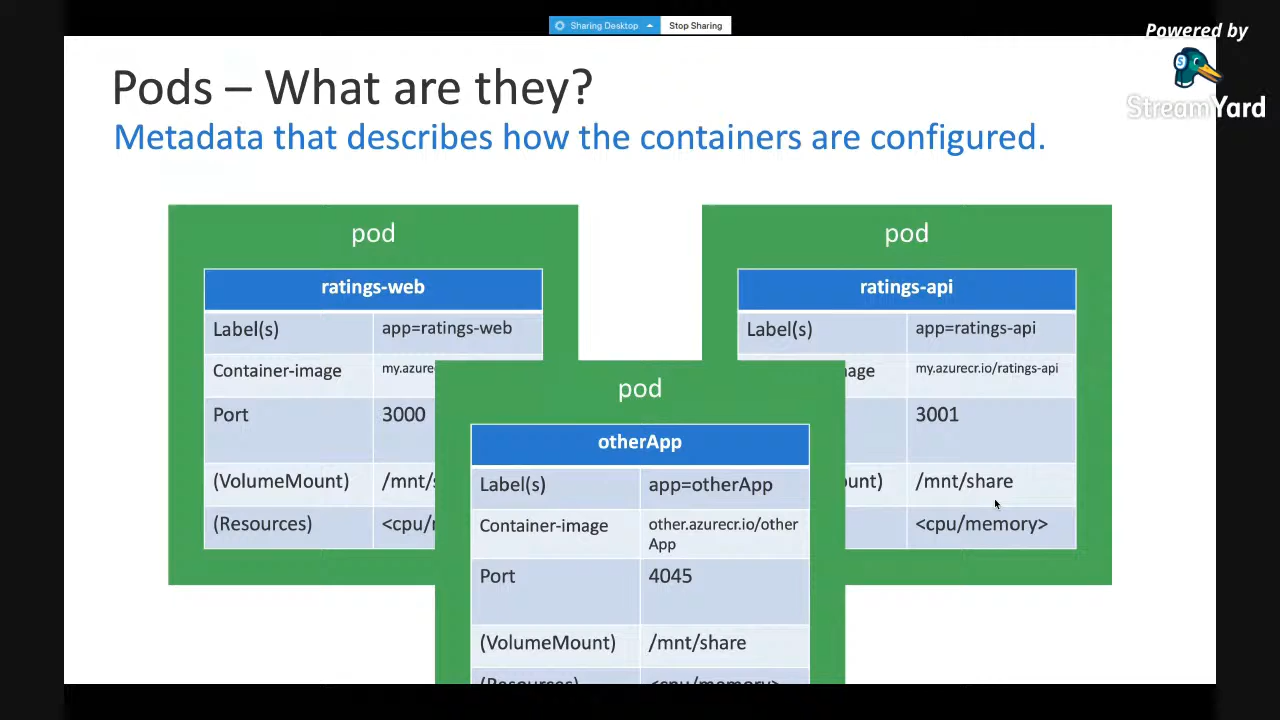 Sharing Desktop Stop Sharing
Powered by
StreamYard
Pods – What are they?
Metadata that describes how the containers are configured.
pod
ratings-web
Label(s) app=ratings-web
Container-image
Port 3000
(VolumeMount)
(Resources)
pod
ratings-api
Label(s) app=ratings-api
my.azurecr.io/ratings-api
3001
/mnt/share
<cpu/memory>
pod
otherApp
Label(s) app=otherApp
Container-image other.azurecr.io/other
App
Port 4045
(VolumeMount) /mnt/share
(Resources) <cpu/memory>